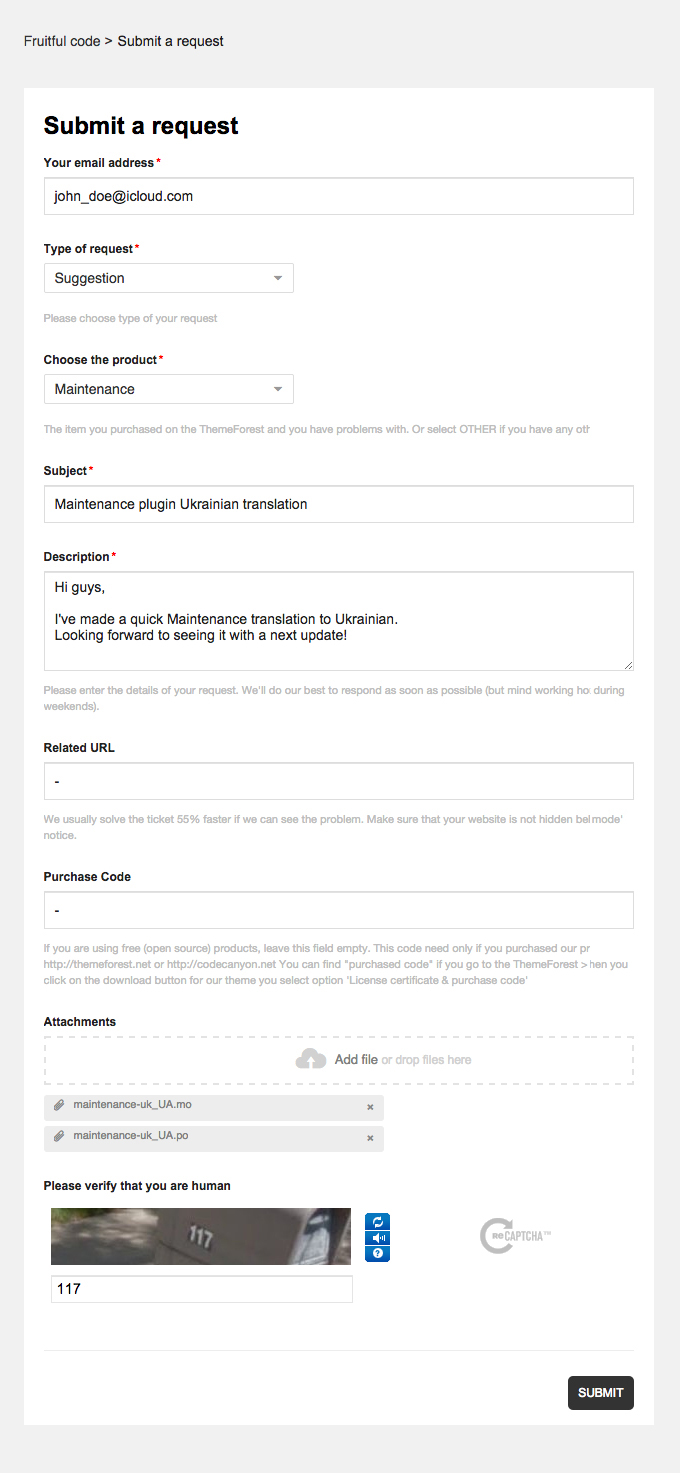 Fruitful code > Submit a request
Submit a request
Your email address*
john_doe@icloud.com
Type of request*
Suggestion
Please choose type of your request
Choose the product*
Maintenance
The item you purchased on the ThemeForest and you have problems with. Or select OTHER if you have any oth
Subject*
Maintenance plugin Ukrainian translation
Description*
Hi guys,
I've made a quick Maintenance translation to Ukrainian.
Looking forward to seeing it with a next update!
Please enter the details of your request. We'll do our best to respond as soon as possible (but mind working ho during
weekends).
Related URL
-
We usually solve the ticket 55% faster if we can see the problem. Make sure that your website is not hidden bel mode'
notice.
Purchase Code
-
If you are using free (open source) products, leave this field empty. This code need only if you purchased our pr
http://themeforest.net or http://codecanyon.net You can find "purchased code" if you go to the ThemeForest > hen you
click on the download button for our theme you select option 'License certificate & purchase code'
Attachments
Add file or drop files here
maintenance-uk_UA.mo ×
maintenance-uk_UA.po ×
Please verify that you are human
117
reCAPTCHA™
117
SUBMIT